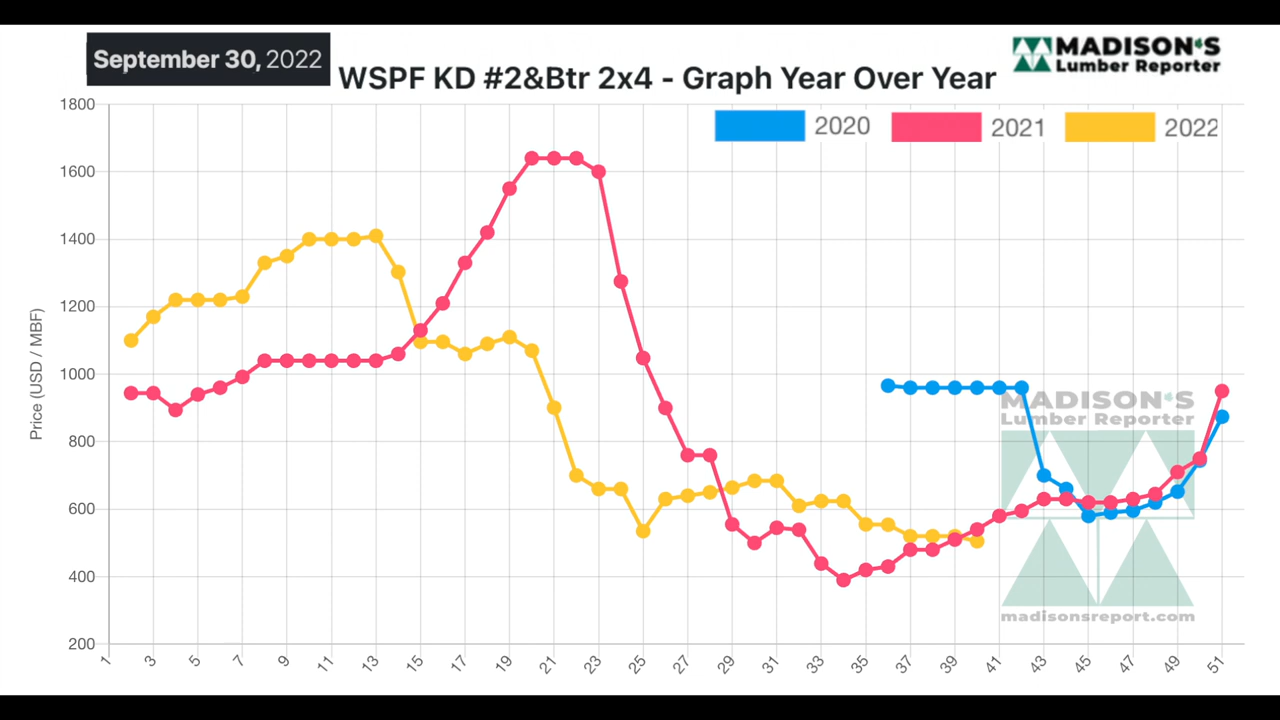 September 30, 2022
WSPF KD #2&Btr 2x4 - Graph Year Over Year
MADISON'S
Lumber Reporter
2020
2021
2022
1800
1600
1400
1200
1000
800
600
400
200
Price (USD / MBF)
MADISON'S
Lumber Reporter
madisonsreport.com
1 3 5 7 9 11 13 15 17 19 21 23 25 27 29 31 33 35 37 39 41 43 45 47 49 51